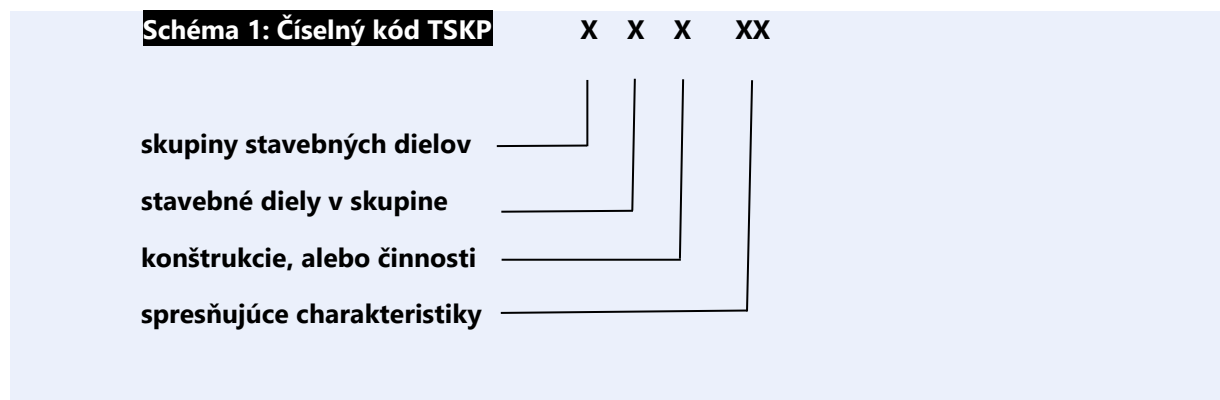 Schéma 1: Číselný kód TSKP X X X XX
skupiny stavebných dielov
stavebné diely v skupine
konštrukcie, alebo činnosti
spresňujúce charakteristiky